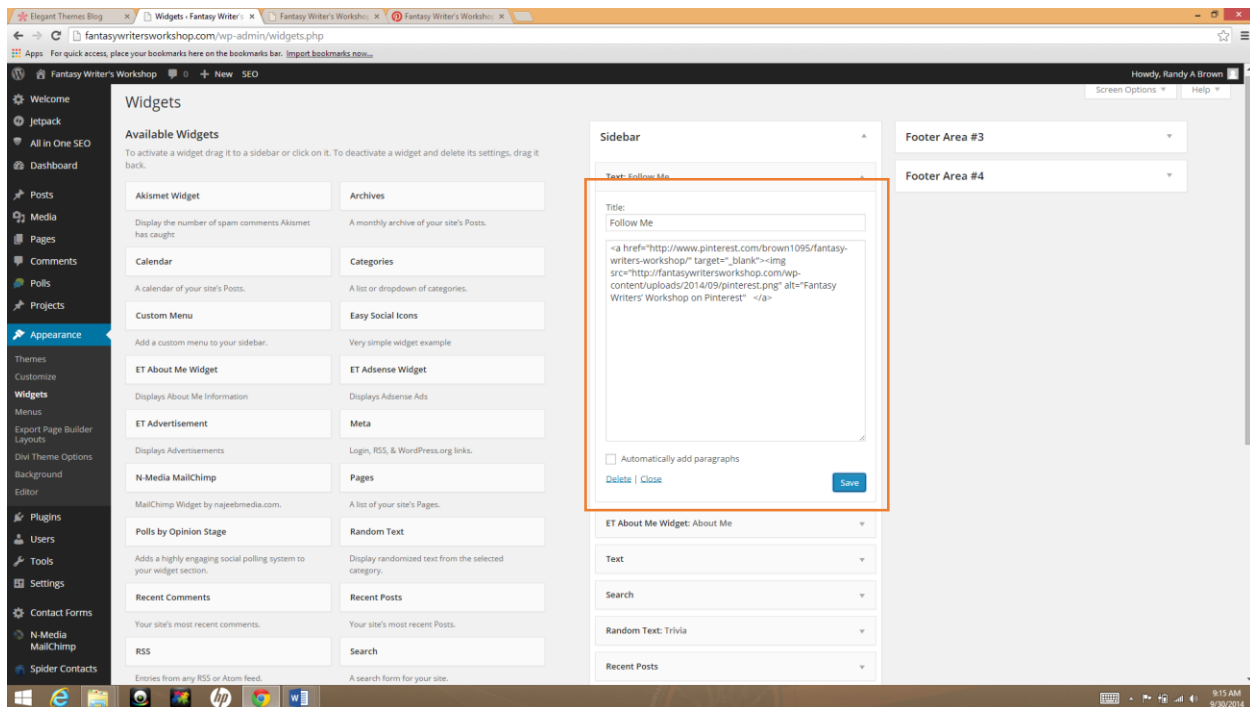 Elegant Themes Blog
Widgets ‹ Fantasy Writer's
Fantasy Writer's Workshop
Fantasy Writer's Workshop
fantasywritersworkshop.com/wp-admin/widgets.php
Apps For quick access, place your bookmarks here on the bookmarks bar. Import bookmarks now...
Fantasy Writer's Workshop 0 + New SEO
Howdy, Randy A Brown
Screen Options
Help
Welcome
Jetpack
All in One SEO
Dashboard
Posts
Media
Pages
Comments
Polls
Projects
Appearance
Themes
Customize
Widgets
Menus
Export Page Builder
Layouts
Divi Theme Options
Background
Editor
Plugins
Users
Tools
Settings
Contact Forms
N-Media
MailChimp
Spider Contacts
Widgets
Available Widgets
To activate a widget drag it to a sidebar or click on it. To deactivate a widget and delete its settings, drag it
back.
Akismet Widget
Display the number of spam comments Akismet
has caught
Archives
A monthly archive of your site's Posts.
Calendar
A calendar of your site's Posts.
Categories
A list or dropdown of categories.
Custom Menu
Add a custom menu to your sidebar.
Easy Social Icons
Very simple widget example
ET About Me Widget
Displays About Me Information
ET Adsense Widget
Displays Adsense Ads
ET Advertisement
Displays Advertisements
Meta
Login, RSS, & WordPress.org links.
N-Media MailChimp
MailChimp Widget by najeebmedia.com.
Pages
A list of your site's Pages.
Polls by Opinion Stage
Adds a highly engaging social polling system to
your widget section.
Random Text
Display randomized text from the selected
category.
Recent Comments
Your site's most recent comments.
Recent Posts
Your site's most recent Posts.
RSS
Entries from any RSS or Atom feed.
Search
A search form for your site.
Sidebar
Text: Follow Me
Title:
Follow Me
<a href="http://www.pinterest.com/brown1095/fantasy-
writers-workshop/" target="_blank"><img
src="http://fantasywritersworkshop.com/wp-
content/uploads/2014/09/pinterest.png" alt="Fantasy
Writers' Workshop on Pinterest" </a>
Automatically add paragraphs
Delete | Close
Save
ET About Me Widget: About Me
Text
Search
Random Text: Trivia
Recent Posts
Footer Area #3
Footer Area #4
hp
9:15 AM
9/30/2014